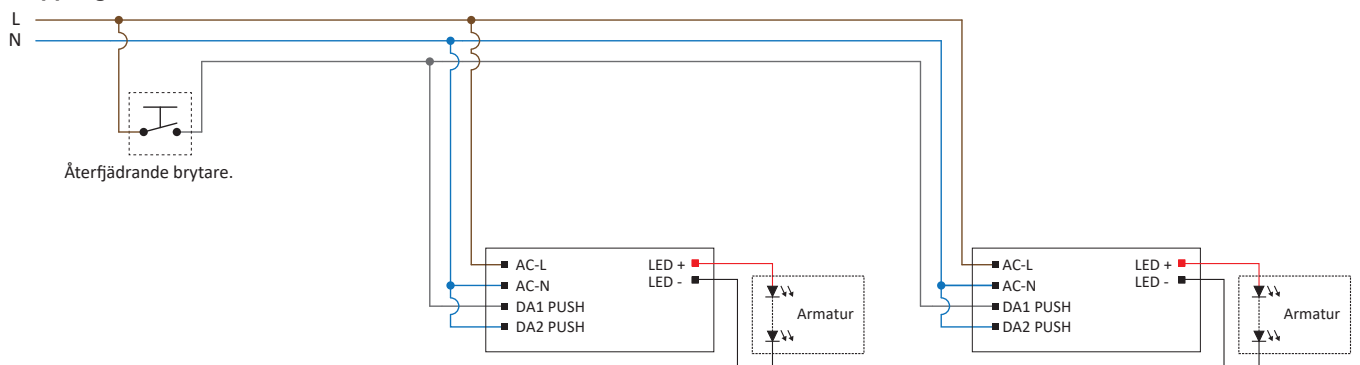 L
N
Återfjädrande brytare.
AC-L
AC-N
DA1 PUSH
DA2 PUSH
LED +
LED -
Armatur
AC-L
AC-N
DA1 PUSH
DA2 PUSH
LED +
LED -
Armatur